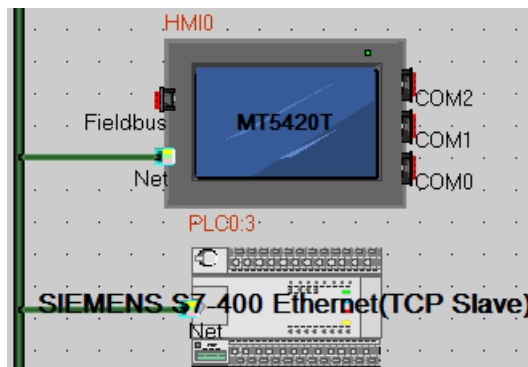 HMI0
COM2
Fieldbus
MT5420T
COM1
Net
COM0
PLC0:3
SIEMENS S7-400 Ethernet(TCP Slave)
Net